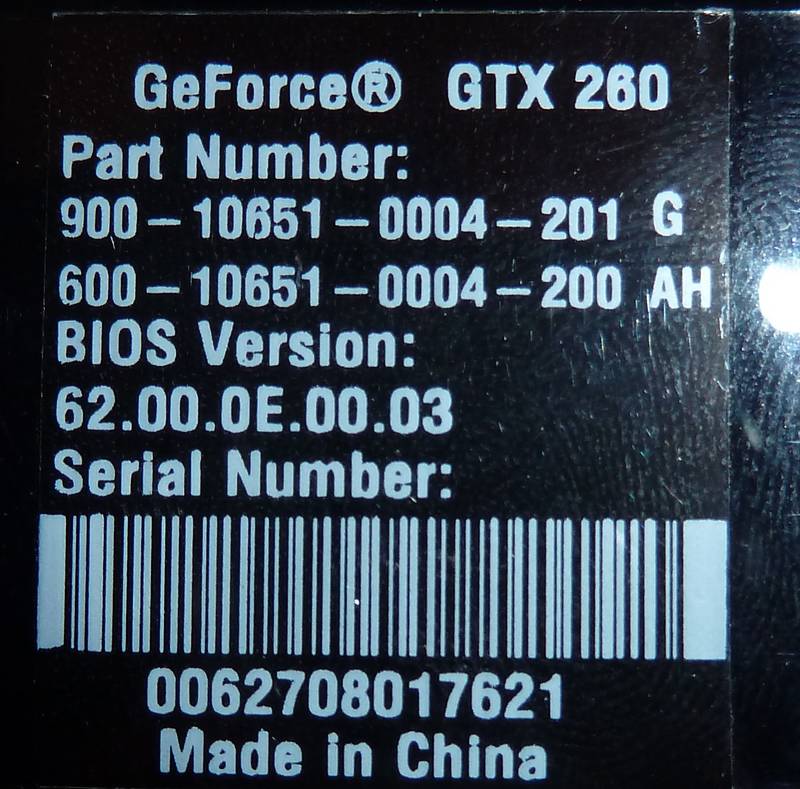 GeForce® GTX 260
Part Number:
900-10651-0004-201 G
600-10651-0004-200 AH
BIOS Version:
62.00.0E.00.03
Serial Number:
0062708017621
Made in China